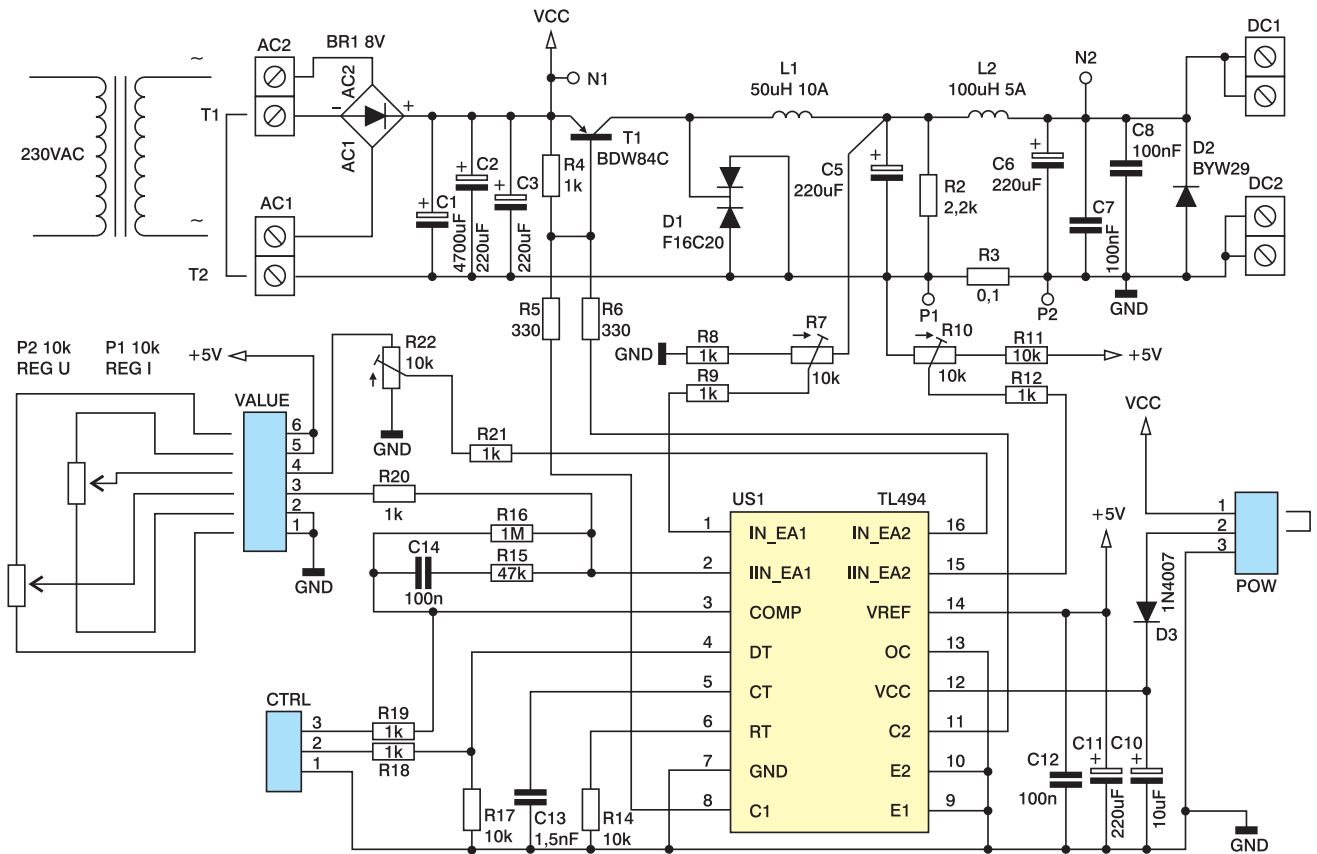 VCC
AC2
BR1 8V
~
AC2
N1
L1
50uH 10A
L2
100uH 5A
N2
DC1
T1
- +
T1
BDW84C
230VAC
AC1
R4
1k
+ C1
4700uF
+ C2
220uF
+ C3
220uF
C5
+
220uF
R2
2,2k
C6
+
220uF
C8
100nF
C7
100nF
D2
BYW29
DC2
~
AC1
D1
F16C20
T2
R3
0,1
P1
P2
GND
R5
330
R6
330
P2 10k
REG U
P1 10k
REG I
+5V
R22
10k
GND
R8
1k
R7
10k
R10
10k
R11
10k
+5V
R9
1k
R12
1k
VALUE
6
5
4
3
2
1
GND
GND
R21
1k
R20
1k
R16
1M
C14
100n
R15
47k
US1
TL494
1 IN_EA1 IN_EA2 16
2 IIN_EA1 IIN_EA2 15
3 COMP VREF 14
4 DT OC 13
5 CT VCC 12
6 RT C2 11
7 GND E2 10
8 C1 E1 9
VCC
+5V
1
2
3
POW
1N4007
D3
CTRL
3
2
1
R19
1k
1k
R18
R17
10k
C13
1,5nF
R14
10k
C12
100n
C11
+
220uF
C10
+
10uF
GND